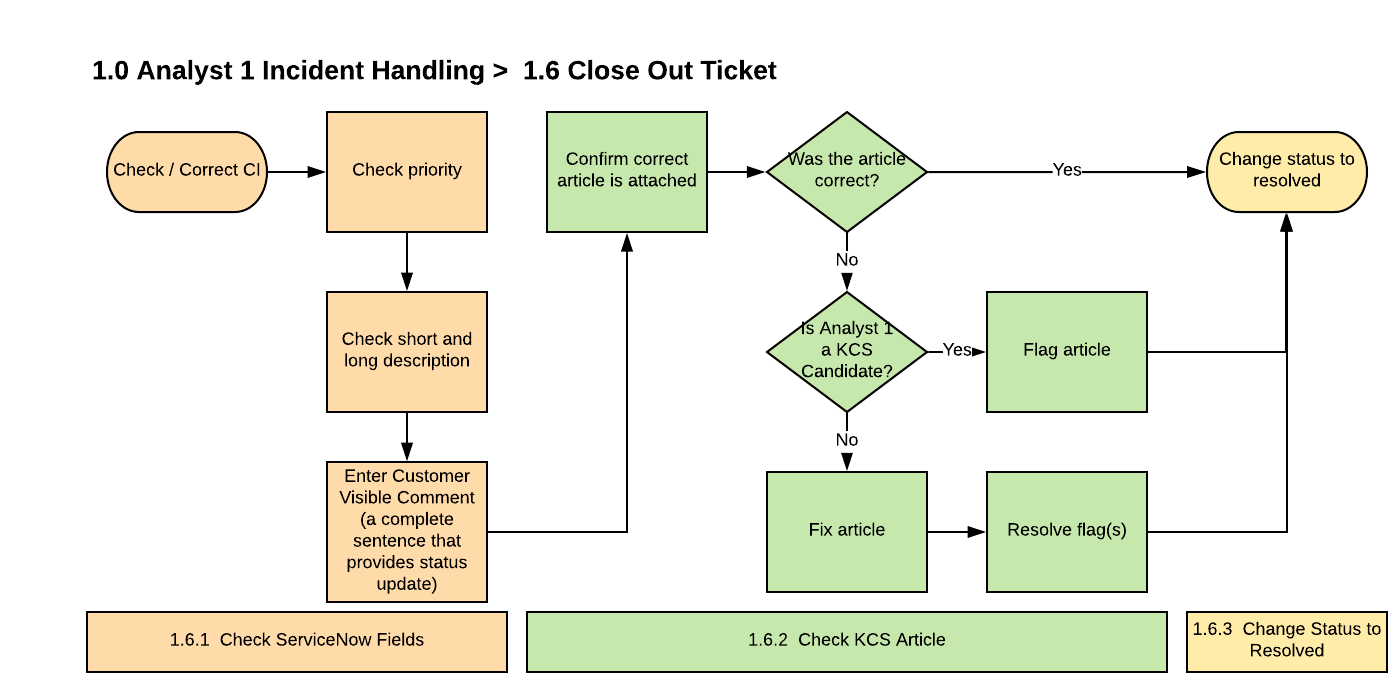 1.0 Analyst 1 Incident Handling >  1.6 Close Out Ticket
Check / Correct CI
Check priority
Confirm correct
article is attached
Was the article
correct?
Yes
Change status to
resolved
No
Check short and
long description
Is Analyst 1
a KCS
Candidate?
Yes
Flag article
No
Enter Customer
Visible Comment
(a complete
sentence that
provides status
update)
Fix article
Resolve flag(s)
1.6.1  Check ServiceNow Fields
1.6.2  Check KCS Article
1.6.3  Change Status to
Resolved